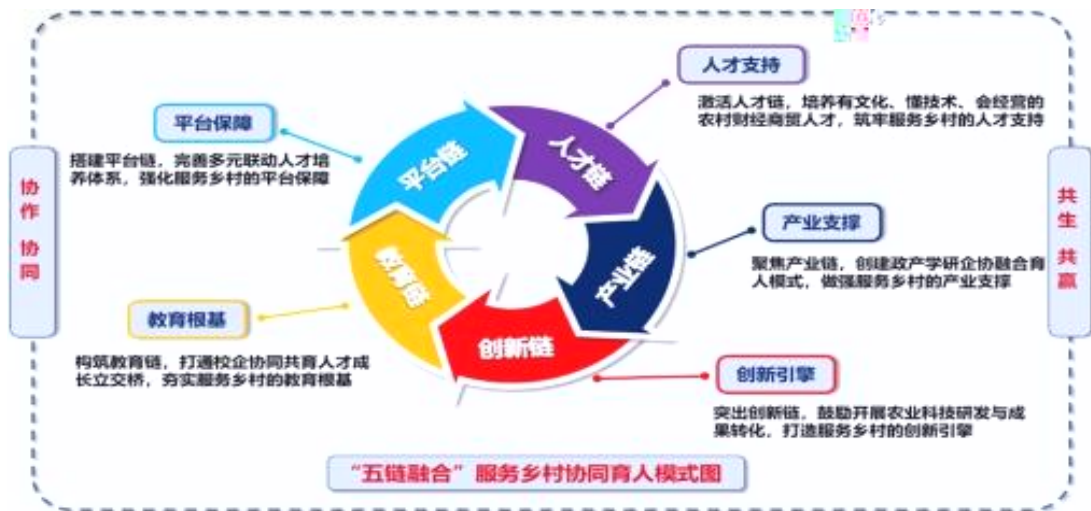 人才支持
激活人才链，培养有文化、懂技术、会经营的
农村财经商贸人才，筑牢服务乡村的人才支持
平台保障
搭建平台链，完善多元联动人才培
养体系，强化服务乡村的平台保障
平台链
人才链
协作 协同
共生 共赢
产业支撑
聚焦产业链，创建政产学研企协融合育
人模式，做强服务乡村的产业支撑
教育链
产业链
教育根基
构筑教育链，打通校企协同共育人才成
长立交桥，夯实服务乡村的教育根基
创新链
创新引擎
突出创新链，鼓励开展农业科技研发与成
果转化，打造服务乡村的创新引擎
“五链融合”服务乡村协同育人模式图